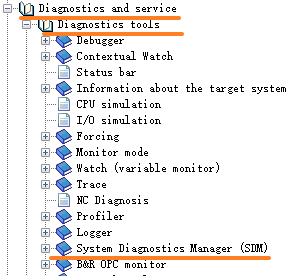 Diagnostics and service
Diagnostics tools
Debugger
Contextual Watch
Status bar
Information about the target system
CPU simulation
I/O simulation
Forcing
Monitor mode
Watch (variable monitor)
Trace
NC Diagnosis
Profiler
Logger
System Diagnostics Manager (SDM)
B&R OPC monitor